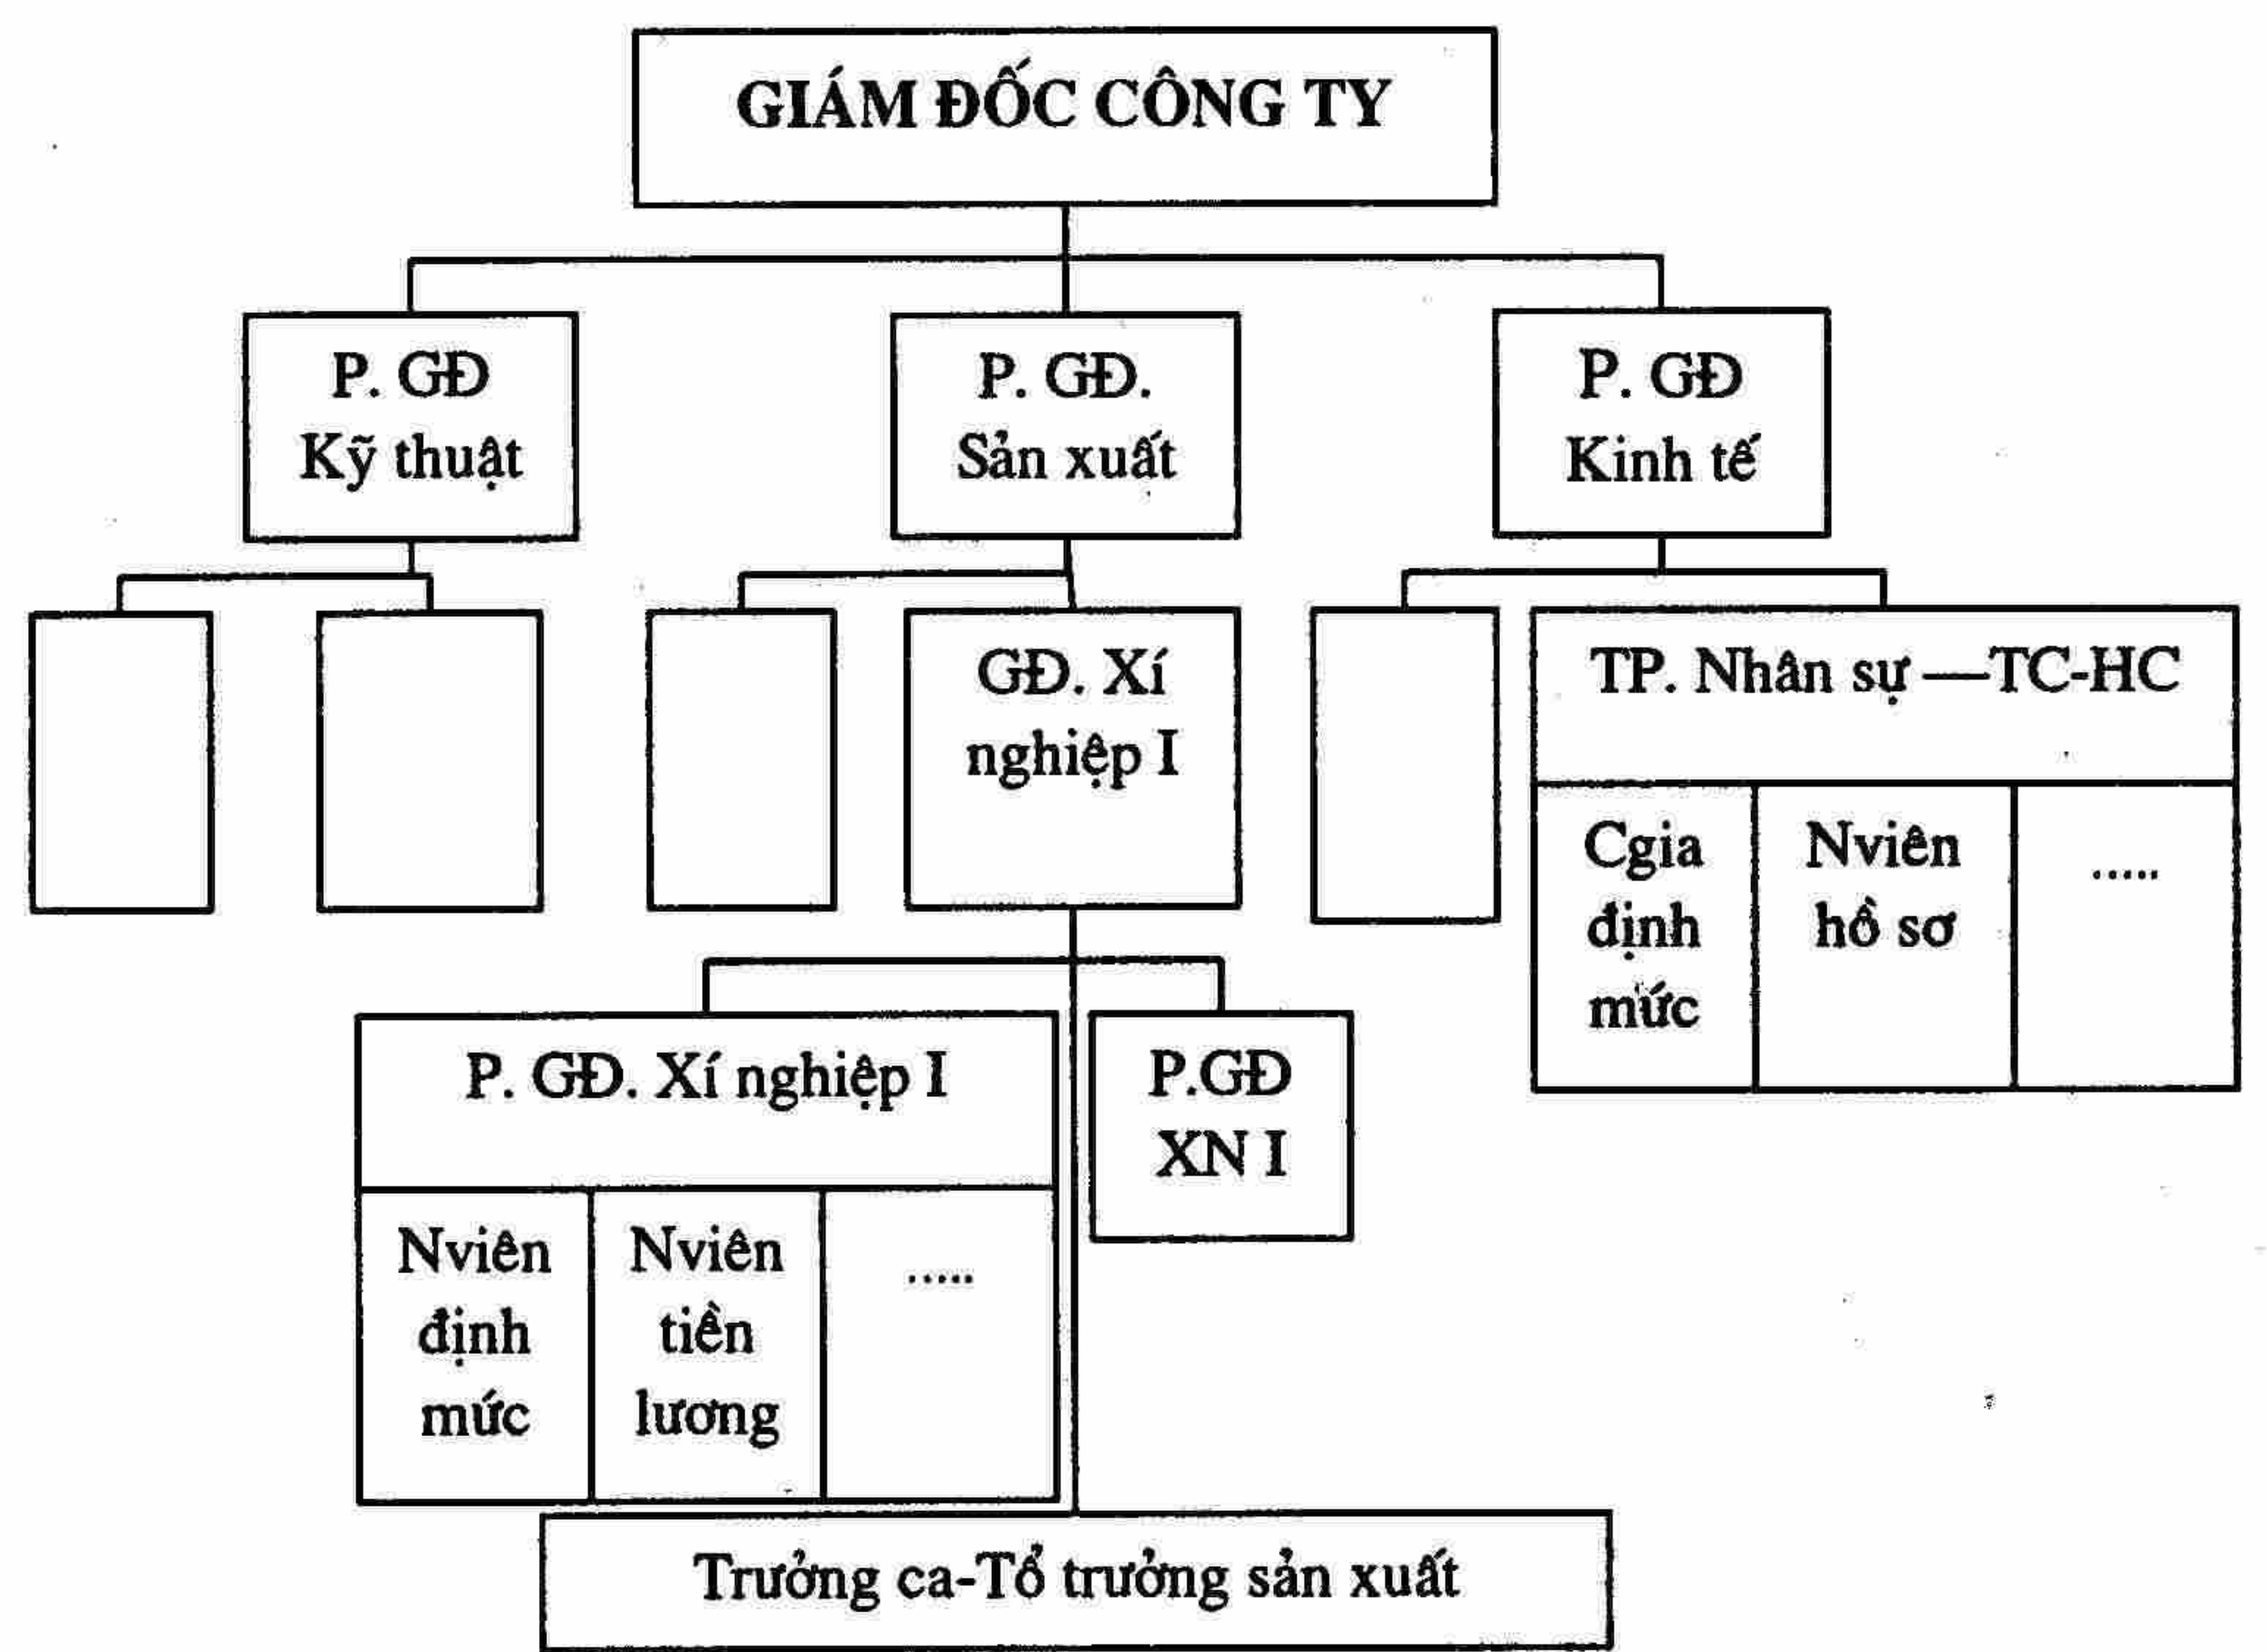 GIÁM ĐỐC CÔNG TY
P. GĐ
Kỹ thuật
P. GĐ.
Sản xuất
P. GĐ
Kinh tế
GĐ. Xí
nghiệp I
TP. Nhân sự —TC-HC
Cgia
định
mức
Nviên
hồ sơ
.....
P. GĐ. Xí nghiệp I
Nviên
định
mức
Nviên
tiền
lương
.....
P.GĐ
XN I
Trưởng ca-Tổ trưởng sản xuất